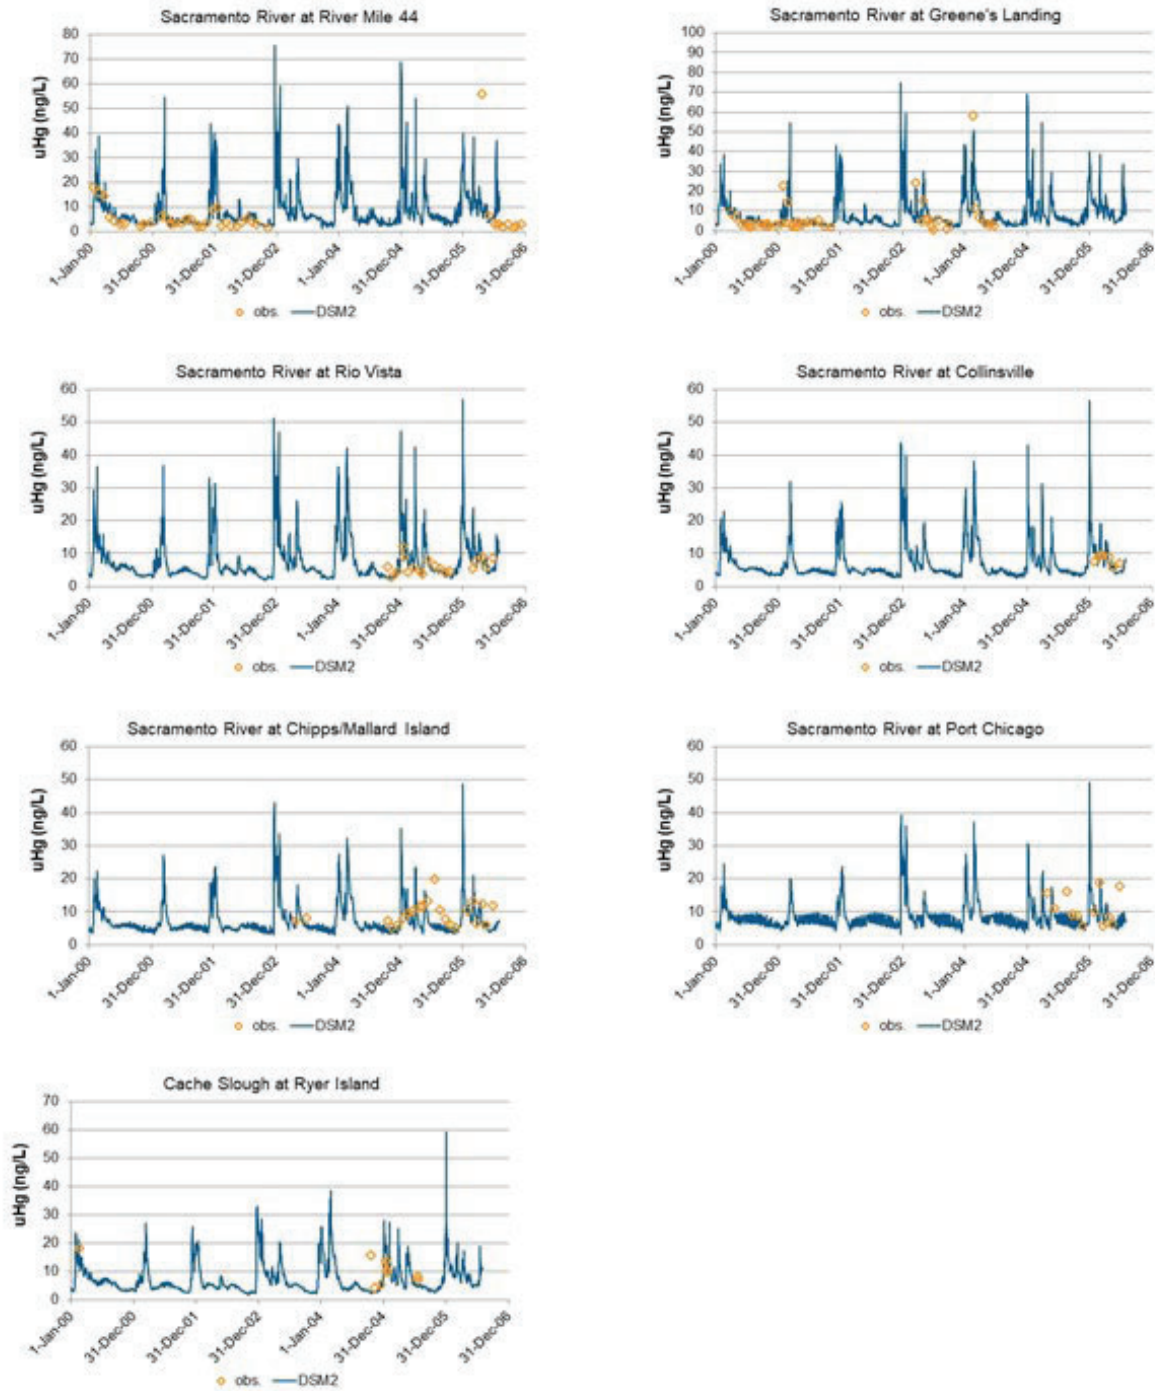 Sacramento River at River Mile 44
uHg (ng/L)
80
70
60
50
40
30
20
10
0
1-Jan-00
31-Dec-00
31-Dec-01
31-Dec-02
1-Jan-04
31-Dec-04
31-Dec-05
31-Dec-06
obs. DSM2
Sacramento River at Greene's Landing
uHg (ng/L)
100
90
80
70
60
50
40
30
20
10
0
1-Jan-00
31-Dec-00
31-Dec-01
31-Dec-02
1-Jan-04
31-Dec-04
31-Dec-05
31-Dec-06
obs. DSM2
Sacramento River at Rio Vista
uHg (ng/L)
60
50
40
30
20
10
0
1-Jan-00
31-Dec-00
31-Dec-01
31-Dec-02
1-Jan-04
31-Dec-04
31-Dec-05
31-Dec-06
obs. DSM2
Sacramento River at Collinsville
uHg (ng/L)
60
50
40
30
20
10
0
1-Jan-00
31-Dec-00
31-Dec-01
31-Dec-02
1-Jan-04
31-Dec-04
31-Dec-05
31-Dec-06
obs. DSM2
Sacramento River at Chipps/Mallard Island
uHg (ng/L)
60
50
40
30
20
10
0
1-Jan-00
31-Dec-00
31-Dec-01
31-Dec-02
1-Jan-04
31-Dec-04
31-Dec-05
31-Dec-06
obs. DSM2
Sacramento River at Port Chicago
uHg (ng/L)
60
50
40
30
20
10
0
1-Jan-00
31-Dec-00
31-Dec-01
31-Dec-02
1-Jan-04
31-Dec-04
31-Dec-05
31-Dec-06
obs. DSM2
Cache Slough at Ryer Island
uHg (ng/L)
70
60
50
40
30
20
10
0
1-Jan-00
31-Dec-00
31-Dec-01
31-Dec-02
1-Jan-04
31-Dec-04
31-Dec-05
31-Dec-06
obs. DSM2